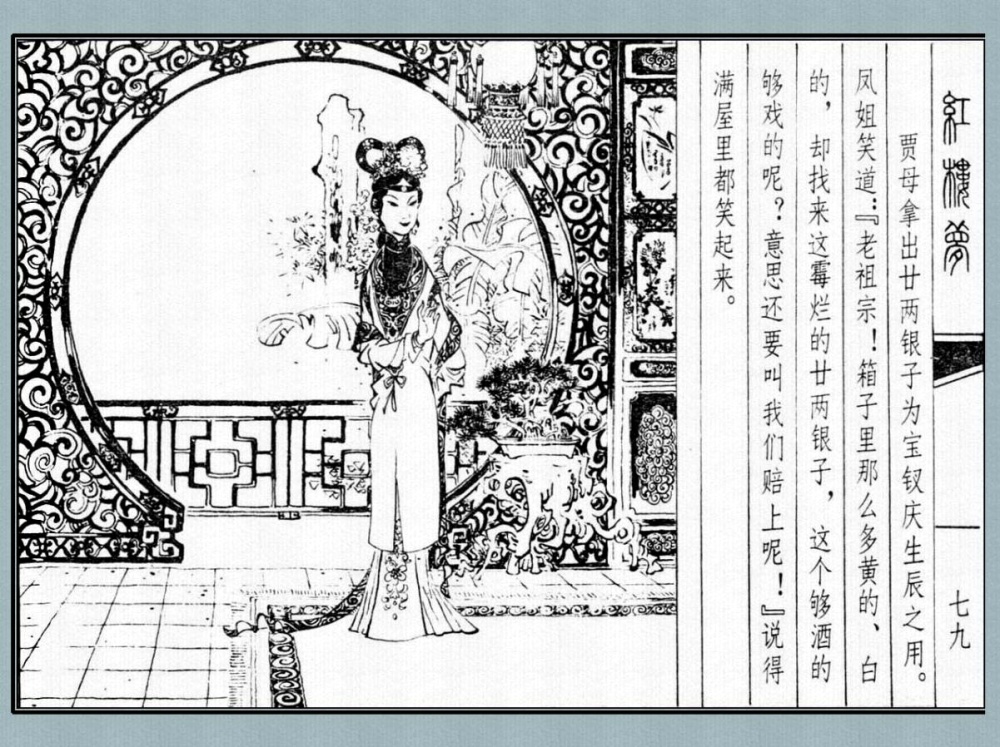 紅樓夢
七九
贾母拿出廿两银子为宝钗庆生辰之用。
凤姐笑道：『老祖宗！箱子里那么多黄的、白
的，却找来这霉烂的廿两银子，这个够酒的
够戏的呢？意思还要叫我们赔上呢！』说得
满屋里都笑起来。